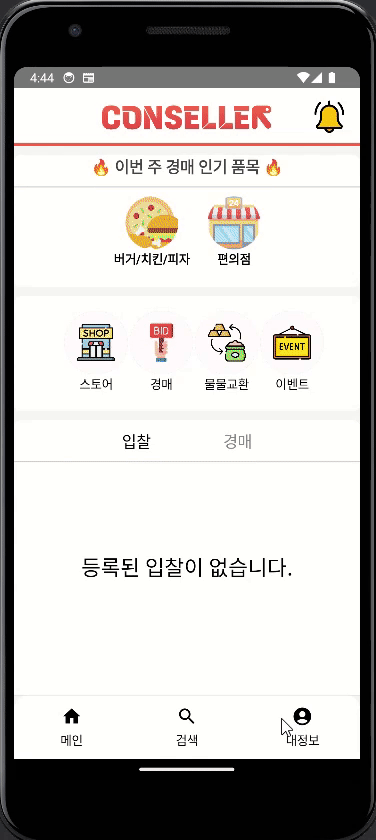 4:44
CONSELLER
🔥 이번 주 경매 인기 품목 🔥
24
버거/치킨/피자 편의점
SHOP BID EVENT
스토어 경매 물물교환 이벤트
입찰 경매
등록된 입찰이 없습니다.
메인 검색 내정보